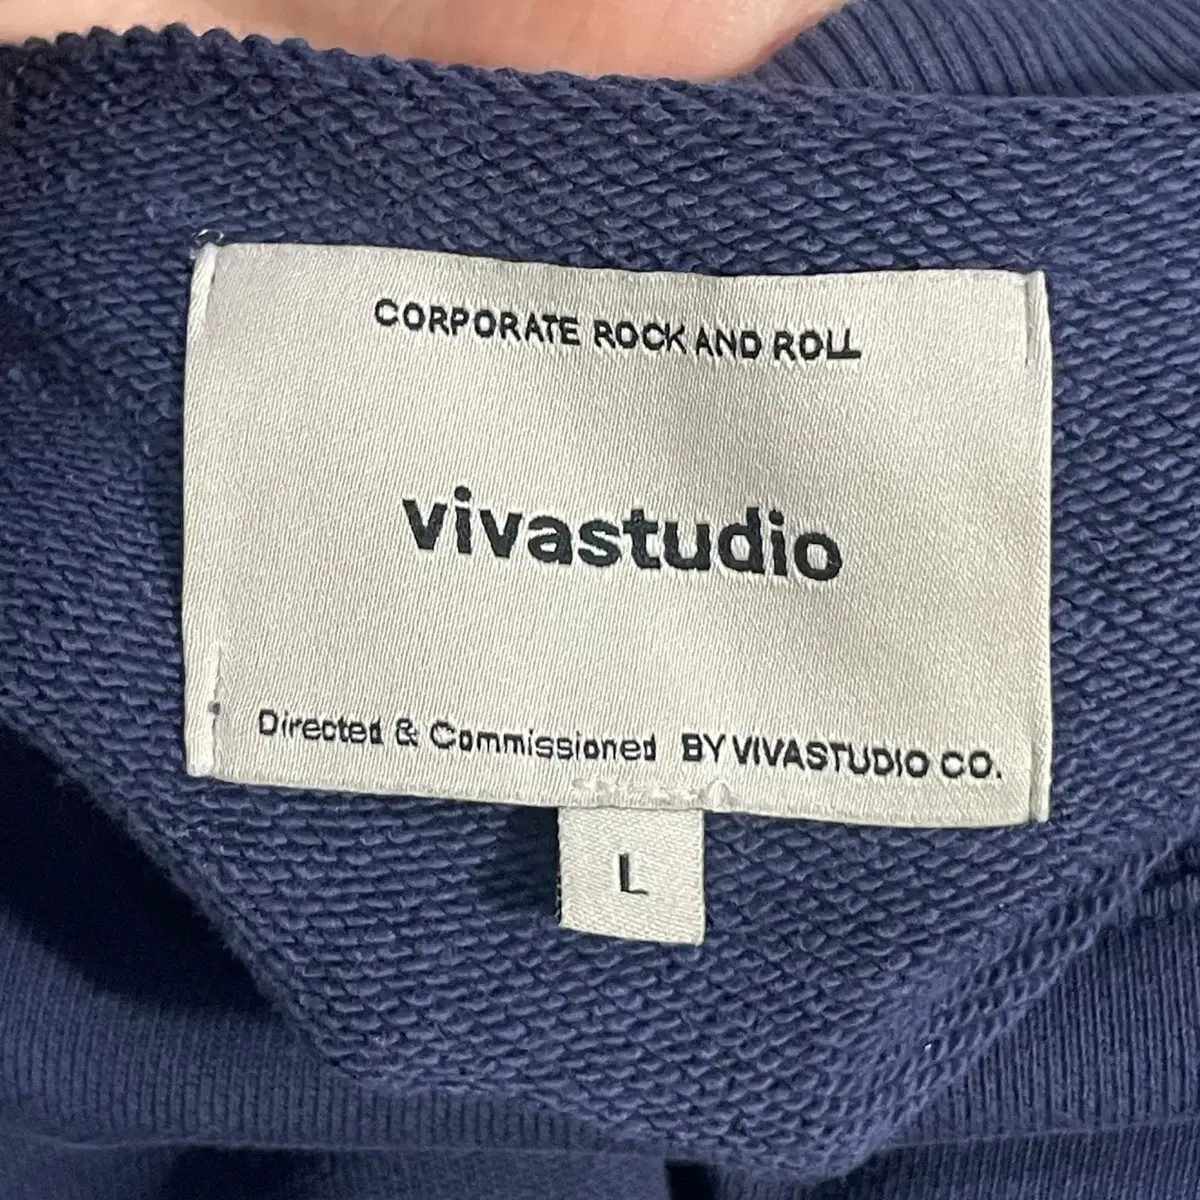 CORPORATE ROCK AND ROLL
vivastudio
Directed & Commissioned BY VIVASTUDIO CO.
L